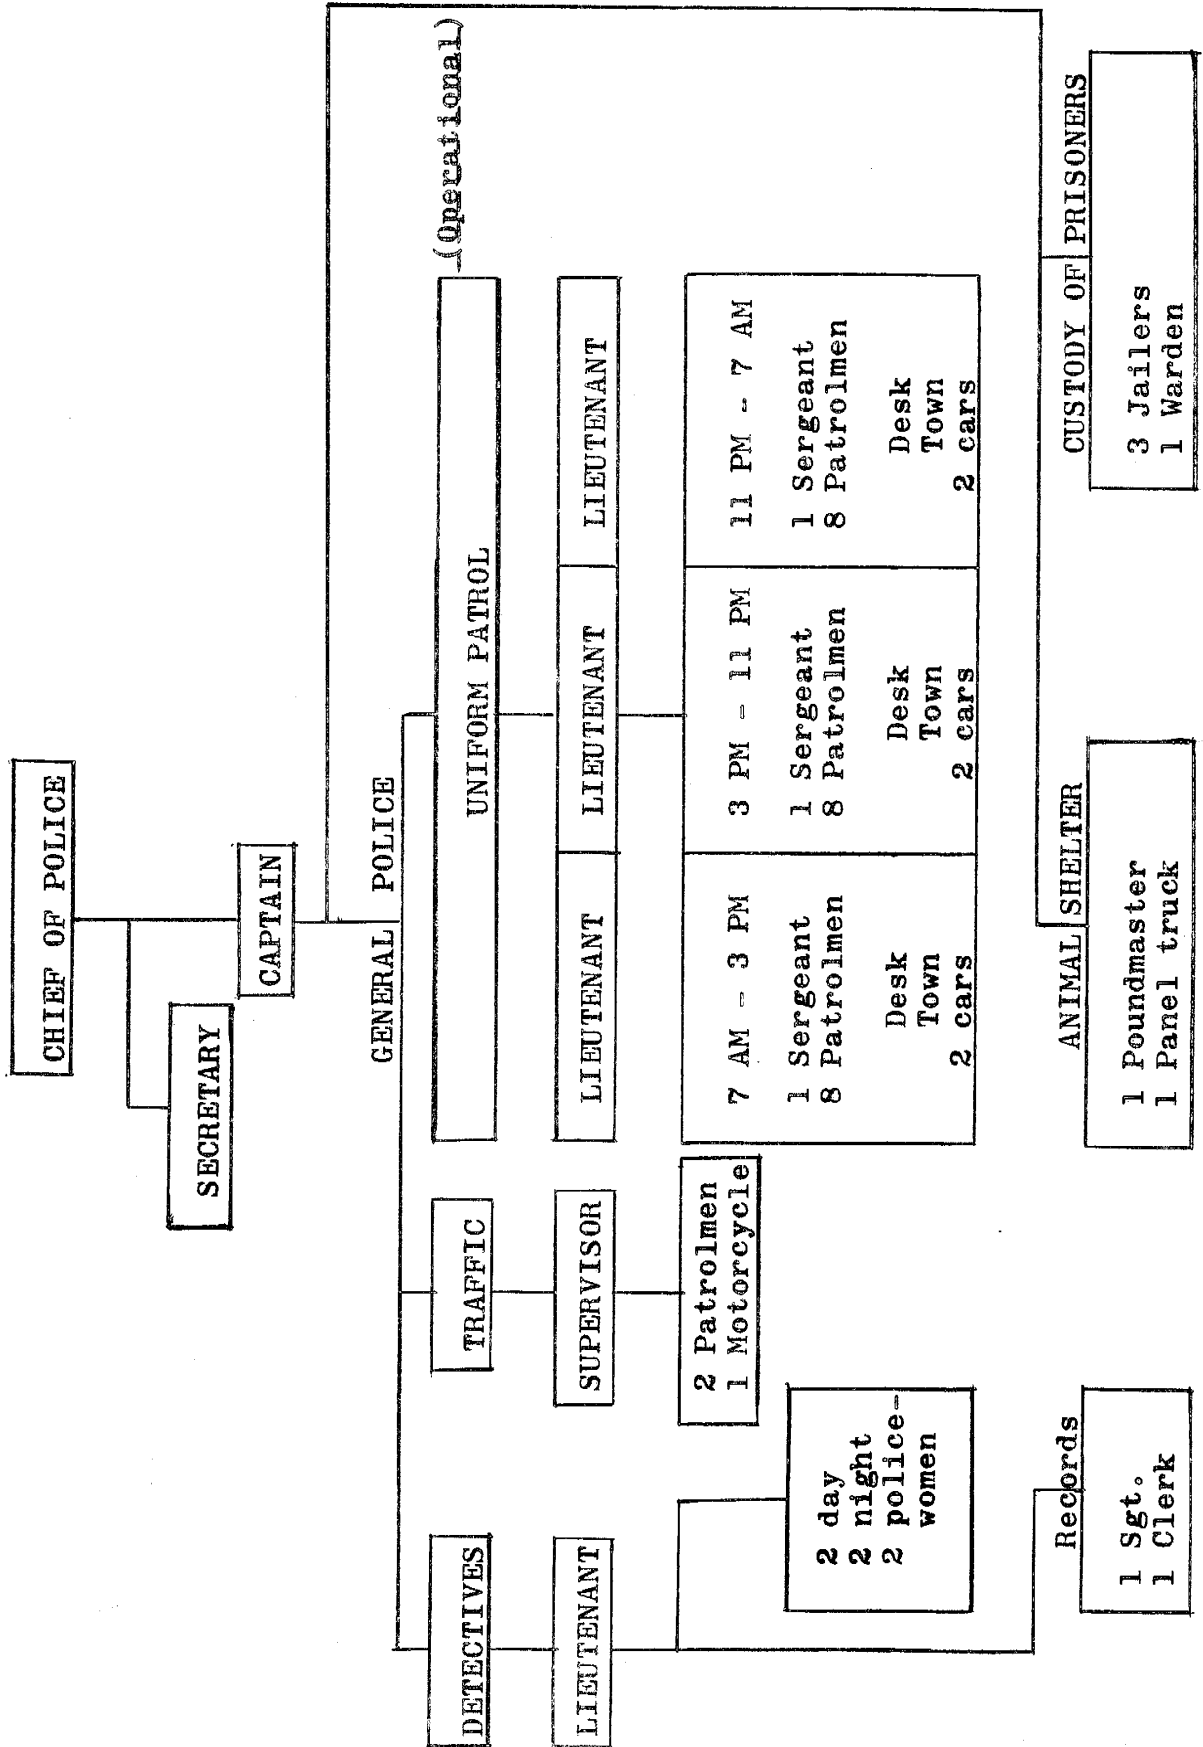 CHIEF OF POLICE
SECRETARY
CAPTAIN
GENERAL POLICE
DETECTIVES
TRAFFIC
UNIFORM PATROL
(Operational)
LIEUTENANT
SUPERVISOR
LIEUTENANT
LIEUTENANT
LIEUTENANT
2 Patrolmen
1 Motorcycle
2 day
2 night
2 police-
women
7 AM - 3 PM
1 Sergeant
8 Patrolmen
Desk
Town
2 cars
3 PM - 11 PM
1 Sergeant
8 Patrolmen
Desk
Town
2 cars
11 PM - 7 AM
1 Sergeant
8 Patrolmen
Desk
Town
2 cars
Records
1 Sgt.
1 Clerk
ANIMAL SHELTER
1 Poundmaster
1 Panel truck
CUSTODY OF PRISONERS
3 Jailers
1 Warden